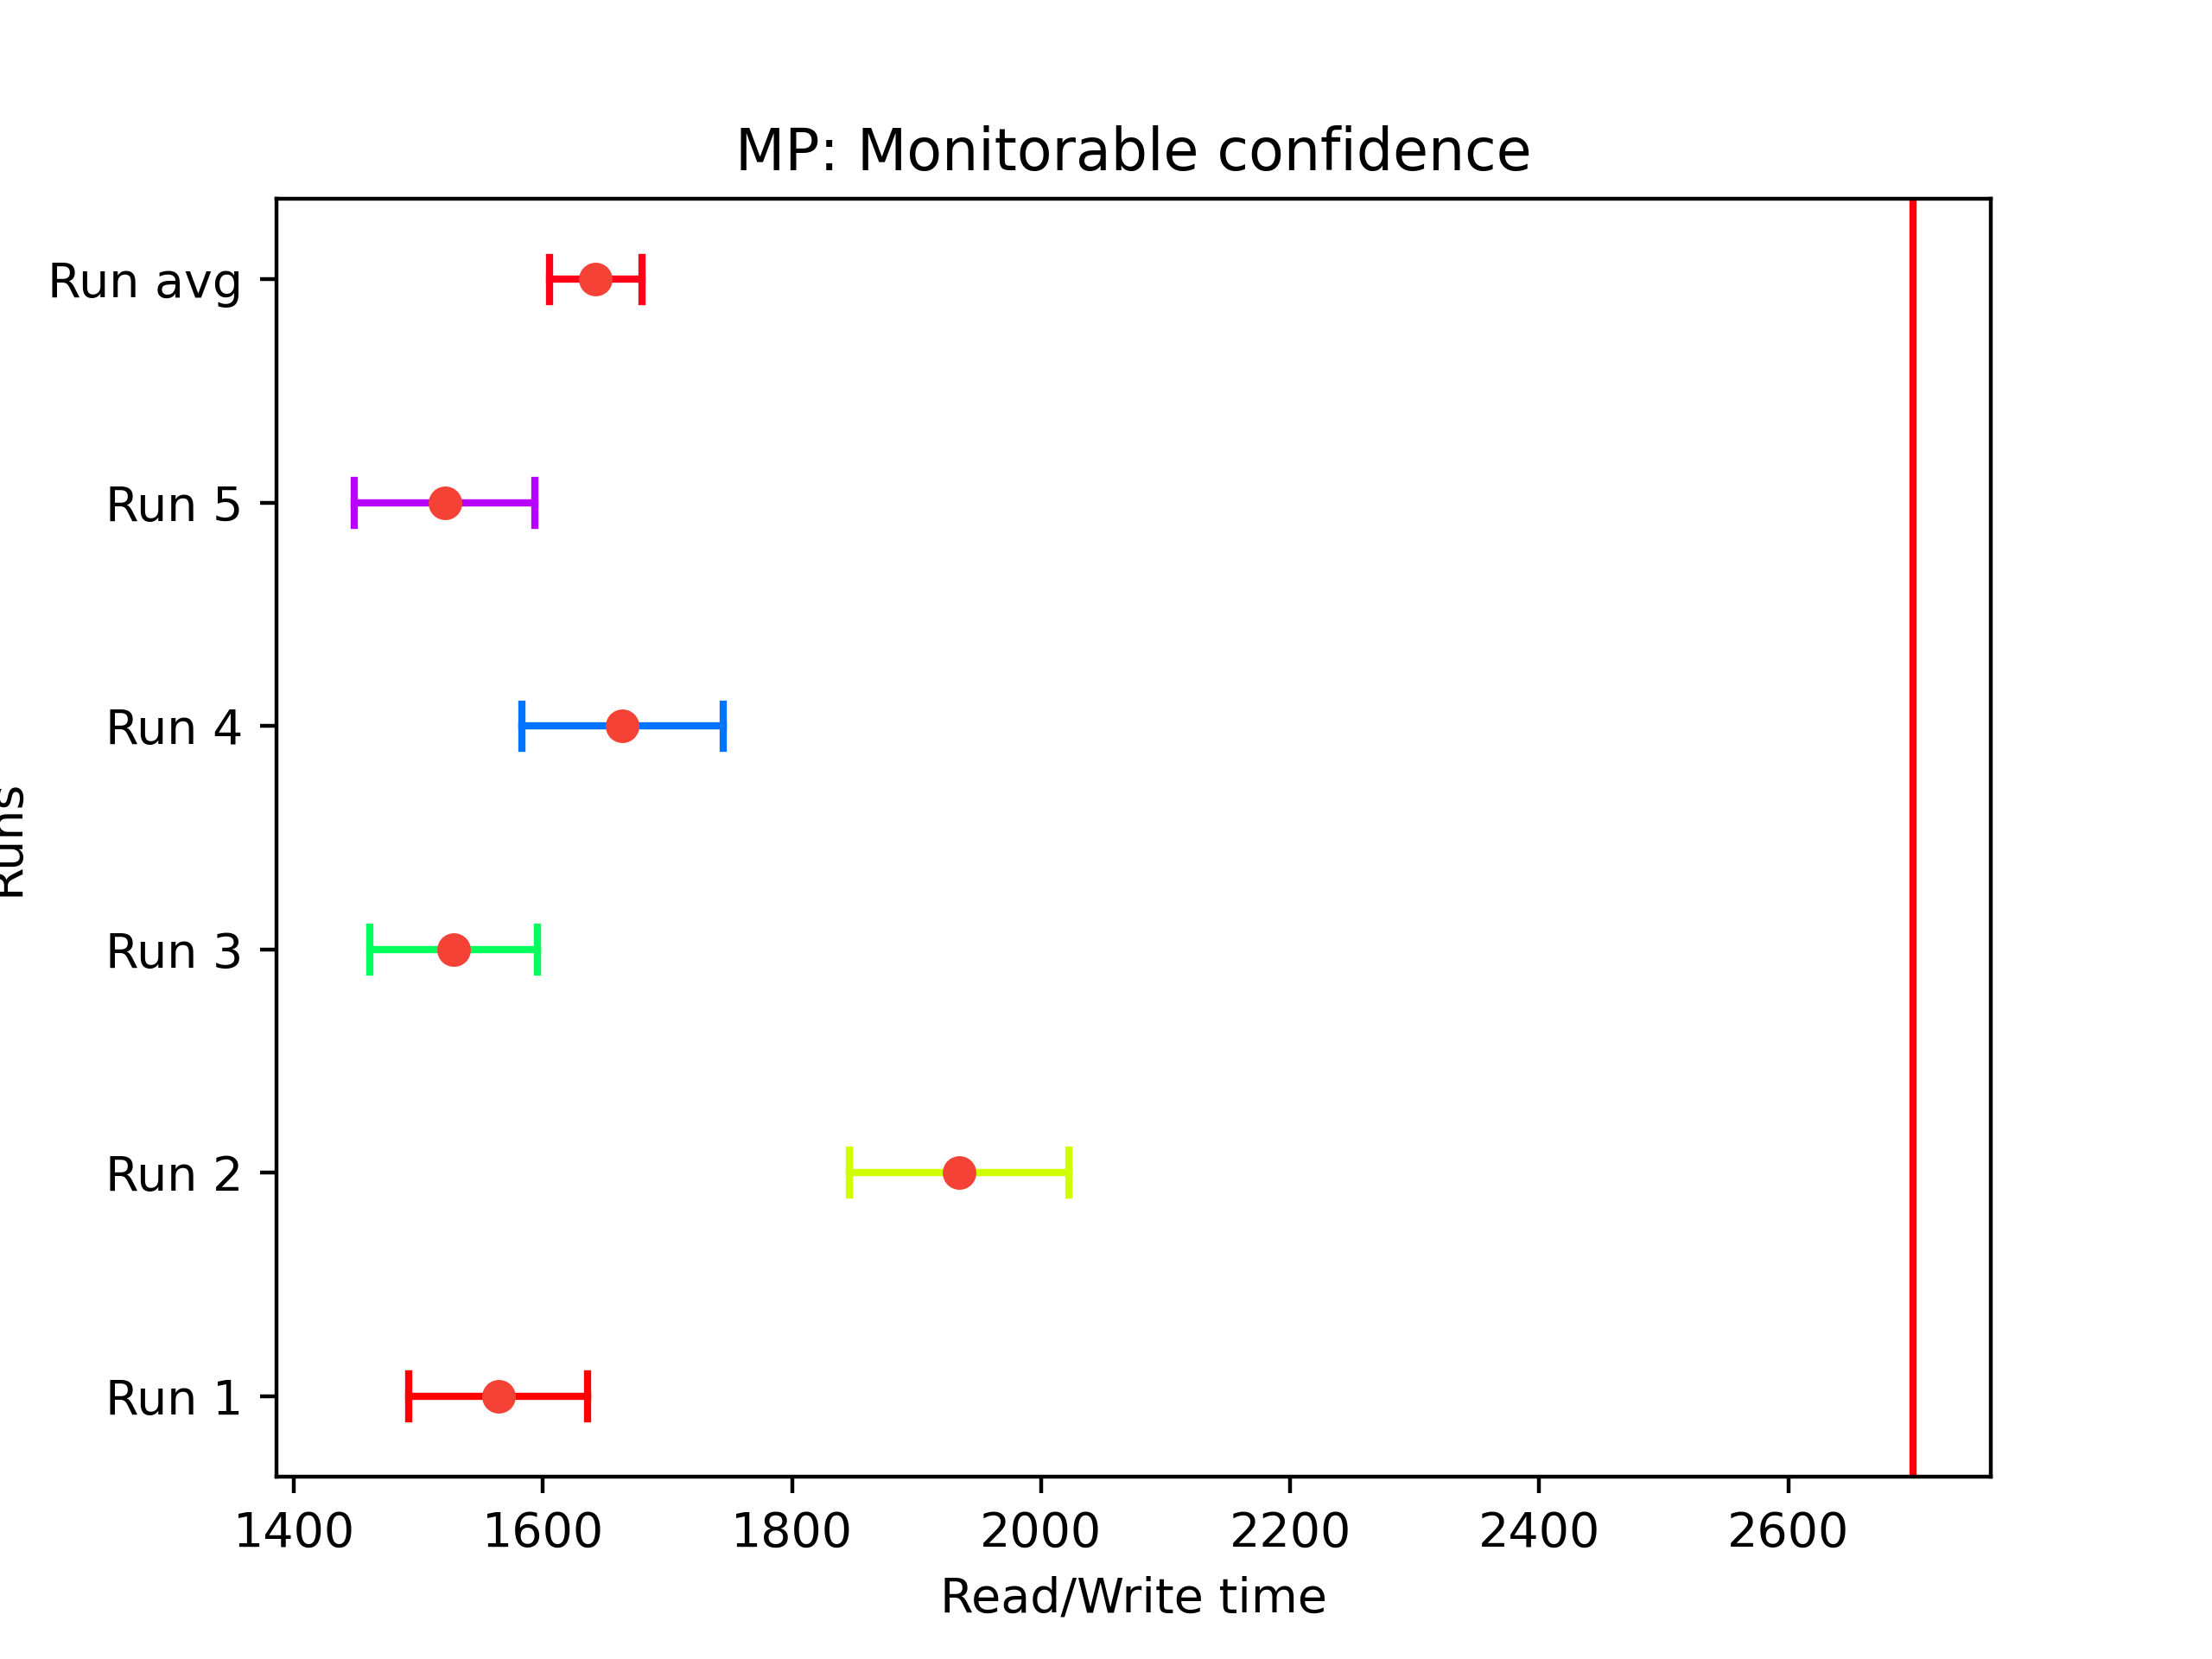 MP: Monitorable confidence
Run avg
Run 5
Run 4
Runs
Run 3
Run 2
Run 1
1400 1600 1800 2000 2200 2400 2600
Read/Write time